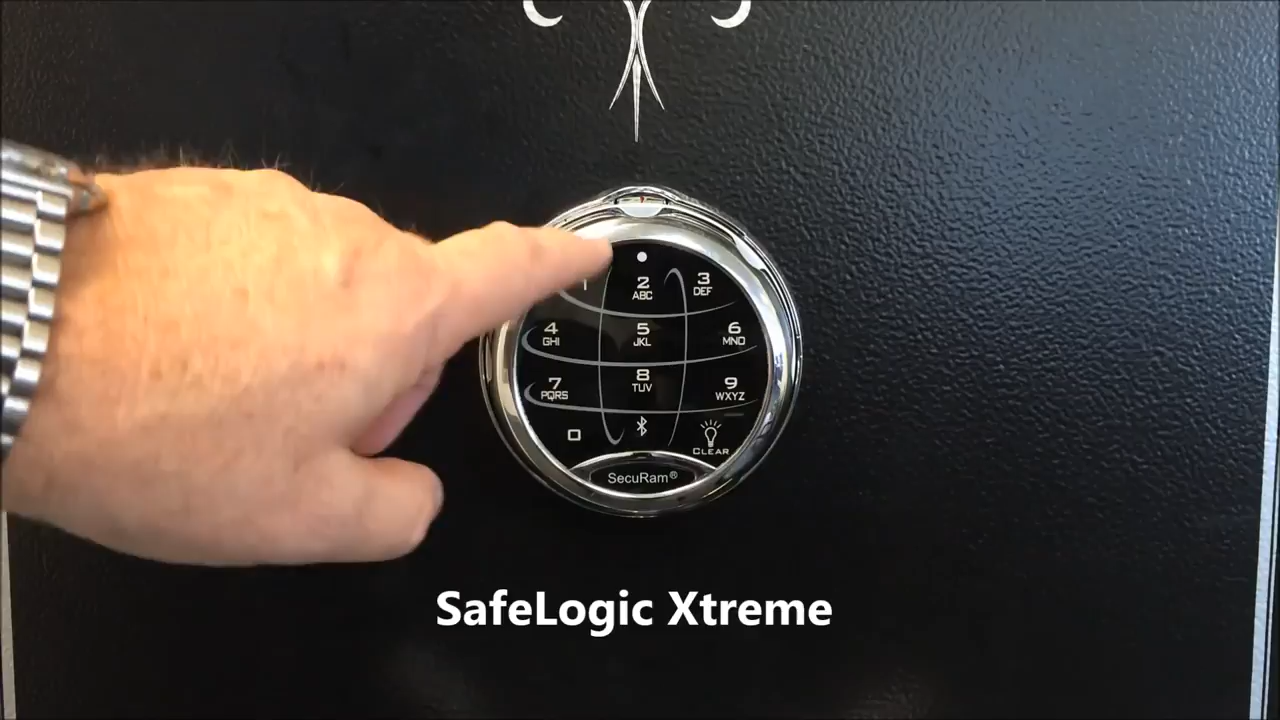 1 2 3
ABC DEF
4 5 6
GHI JKL MNO
7 8 9
PQRS TUV WXYZ
CLEAR
SecuRam®
SafeLogic Xtreme